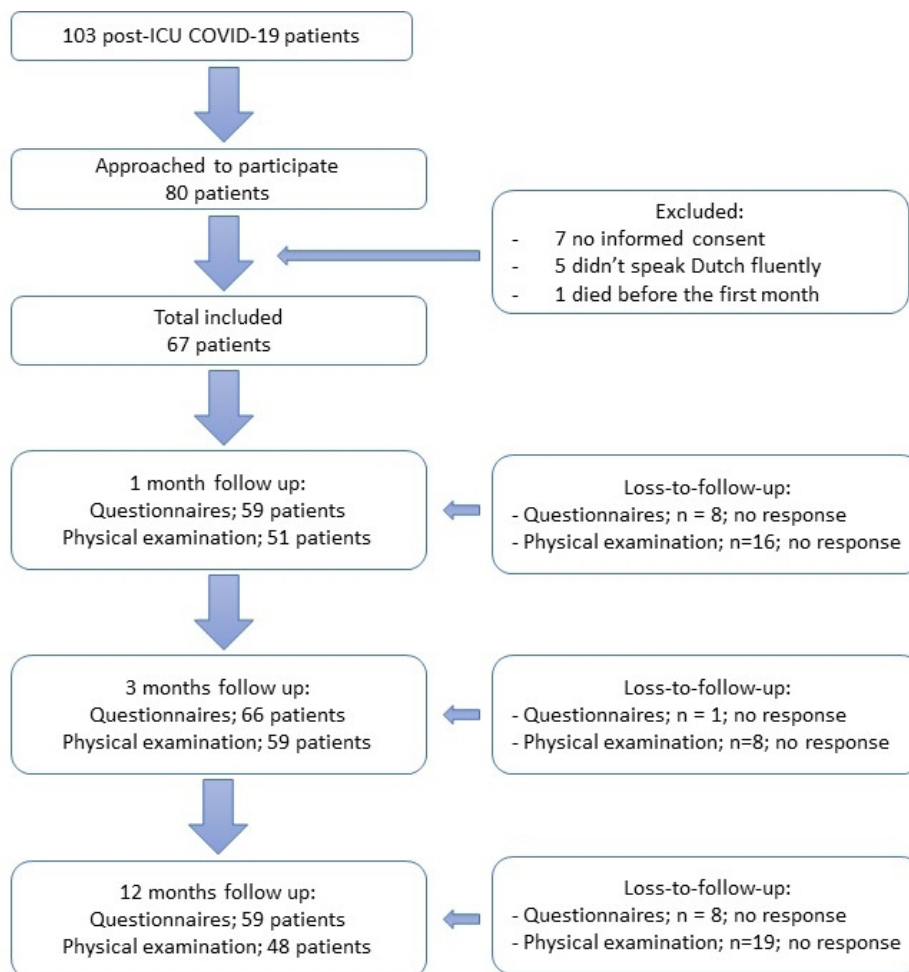 103 post-ICU COVID-19 patients
Approached to participate
80 patients
Excluded:
- 7 no informed consent
- 5 didn't speak Dutch fluently
- 1 died before the first month
Total included
67 patients
1 month follow up:
Questionnaires; 59 patients
Physical examination; 51 patients
Loss-to-follow-up:
- Questionnaires; n = 8; no response
- Physical examination; n=16; no response
3 months follow up:
Questionnaires; 66 patients
Physical examination; 59 patients
Loss-to-follow-up:
- Questionnaires; n = 1; no response
- Physical examination; n=8; no response
12 months follow up:
Questionnaires; 59 patients
Physical examination; 48 patients
Loss-to-follow-up:
- Questionnaires; n = 8; no response
- Physical examination; n=19; no response